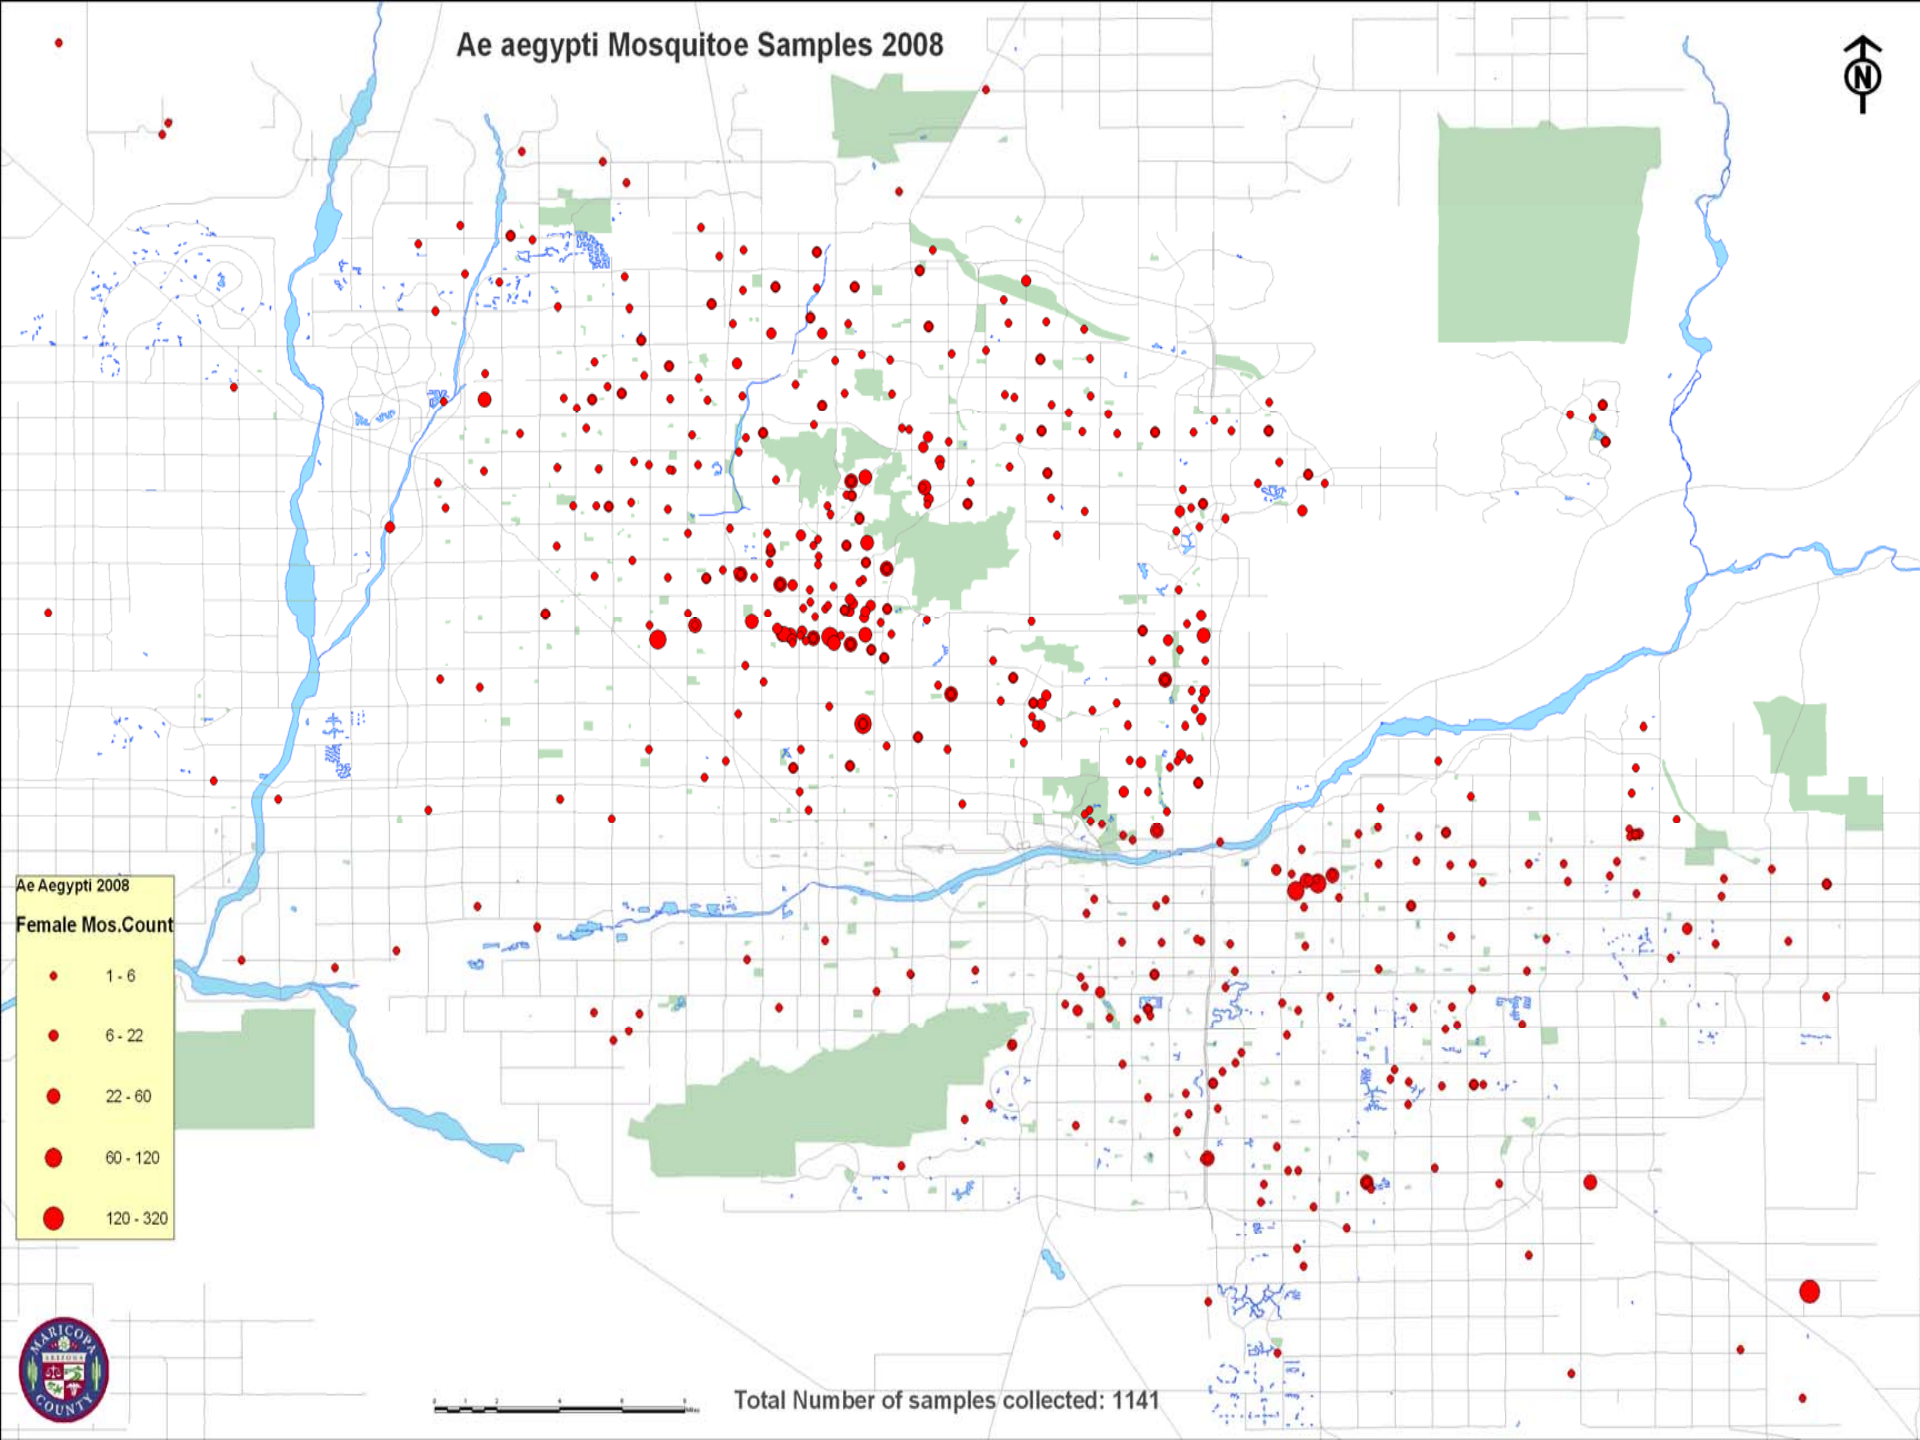 Ae aegypti Mosquitoe Samples 2008
N
Ae Aegypti 2008
Female Mos.Count
1 - 6
6 - 22
22 - 60
60 - 120
120 - 320
MARICOPA
ARIZONA
COUNTY
Total Number of samples collected: 1141